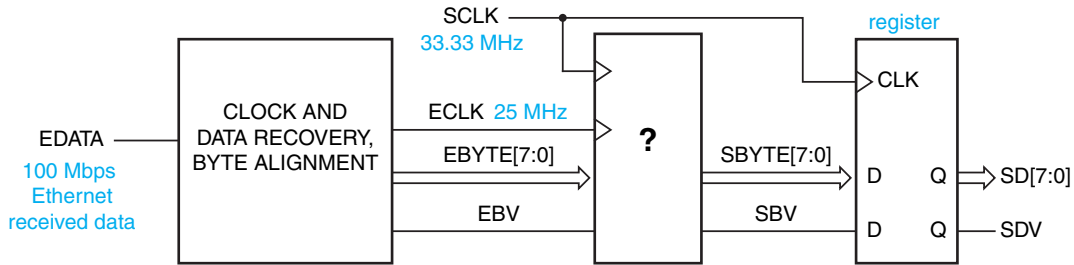 SCLK
33.33 MHz
register
CLK
CLOCK AND
DATA RECOVERY,
BYTE ALIGNMENT
ECLK 25 MHz
EDATA
100 Mbps
Ethernet
received data
?
EBYTE[7:0]
SBYTE[7:0]
D
Q
SD[7:0]
EBV
SBV
D
Q
SDV